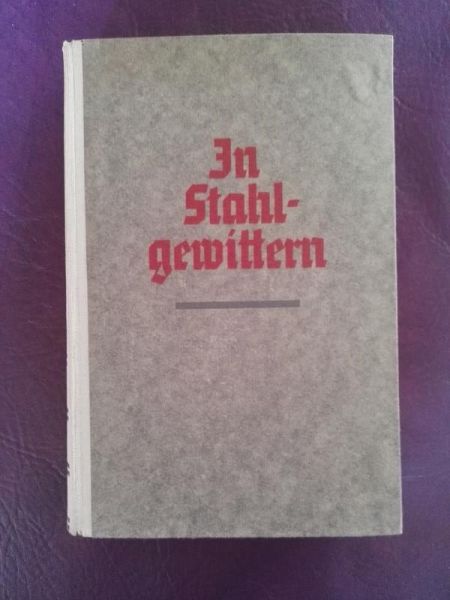 In
Stahl-
gewittern